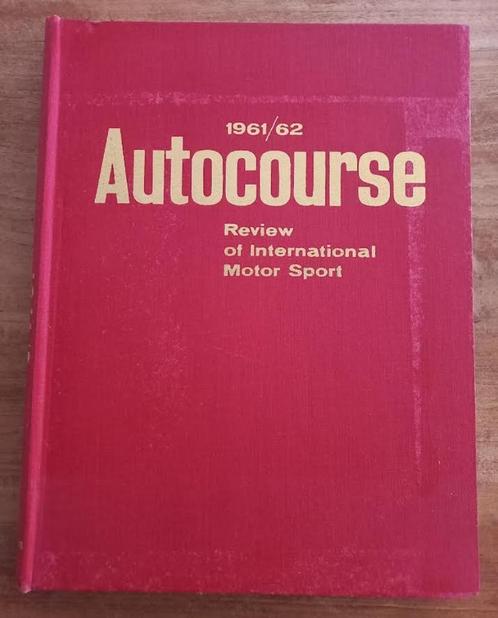 1961/62
Autocourse
Review
of International
Motor Sport